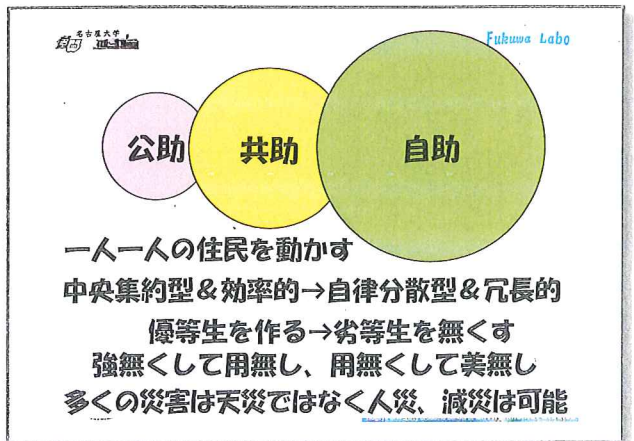 名古屋大学
Fukuwa Labo
公助 共助 自助
一人一人の住民を動かす
中央集約型&効率的→自律分散型&冗長的
優等生を作る→劣等生を無くす
強無くして用無し、用無くして美無し
多くの災害は天災ではなく人災、減災は可能